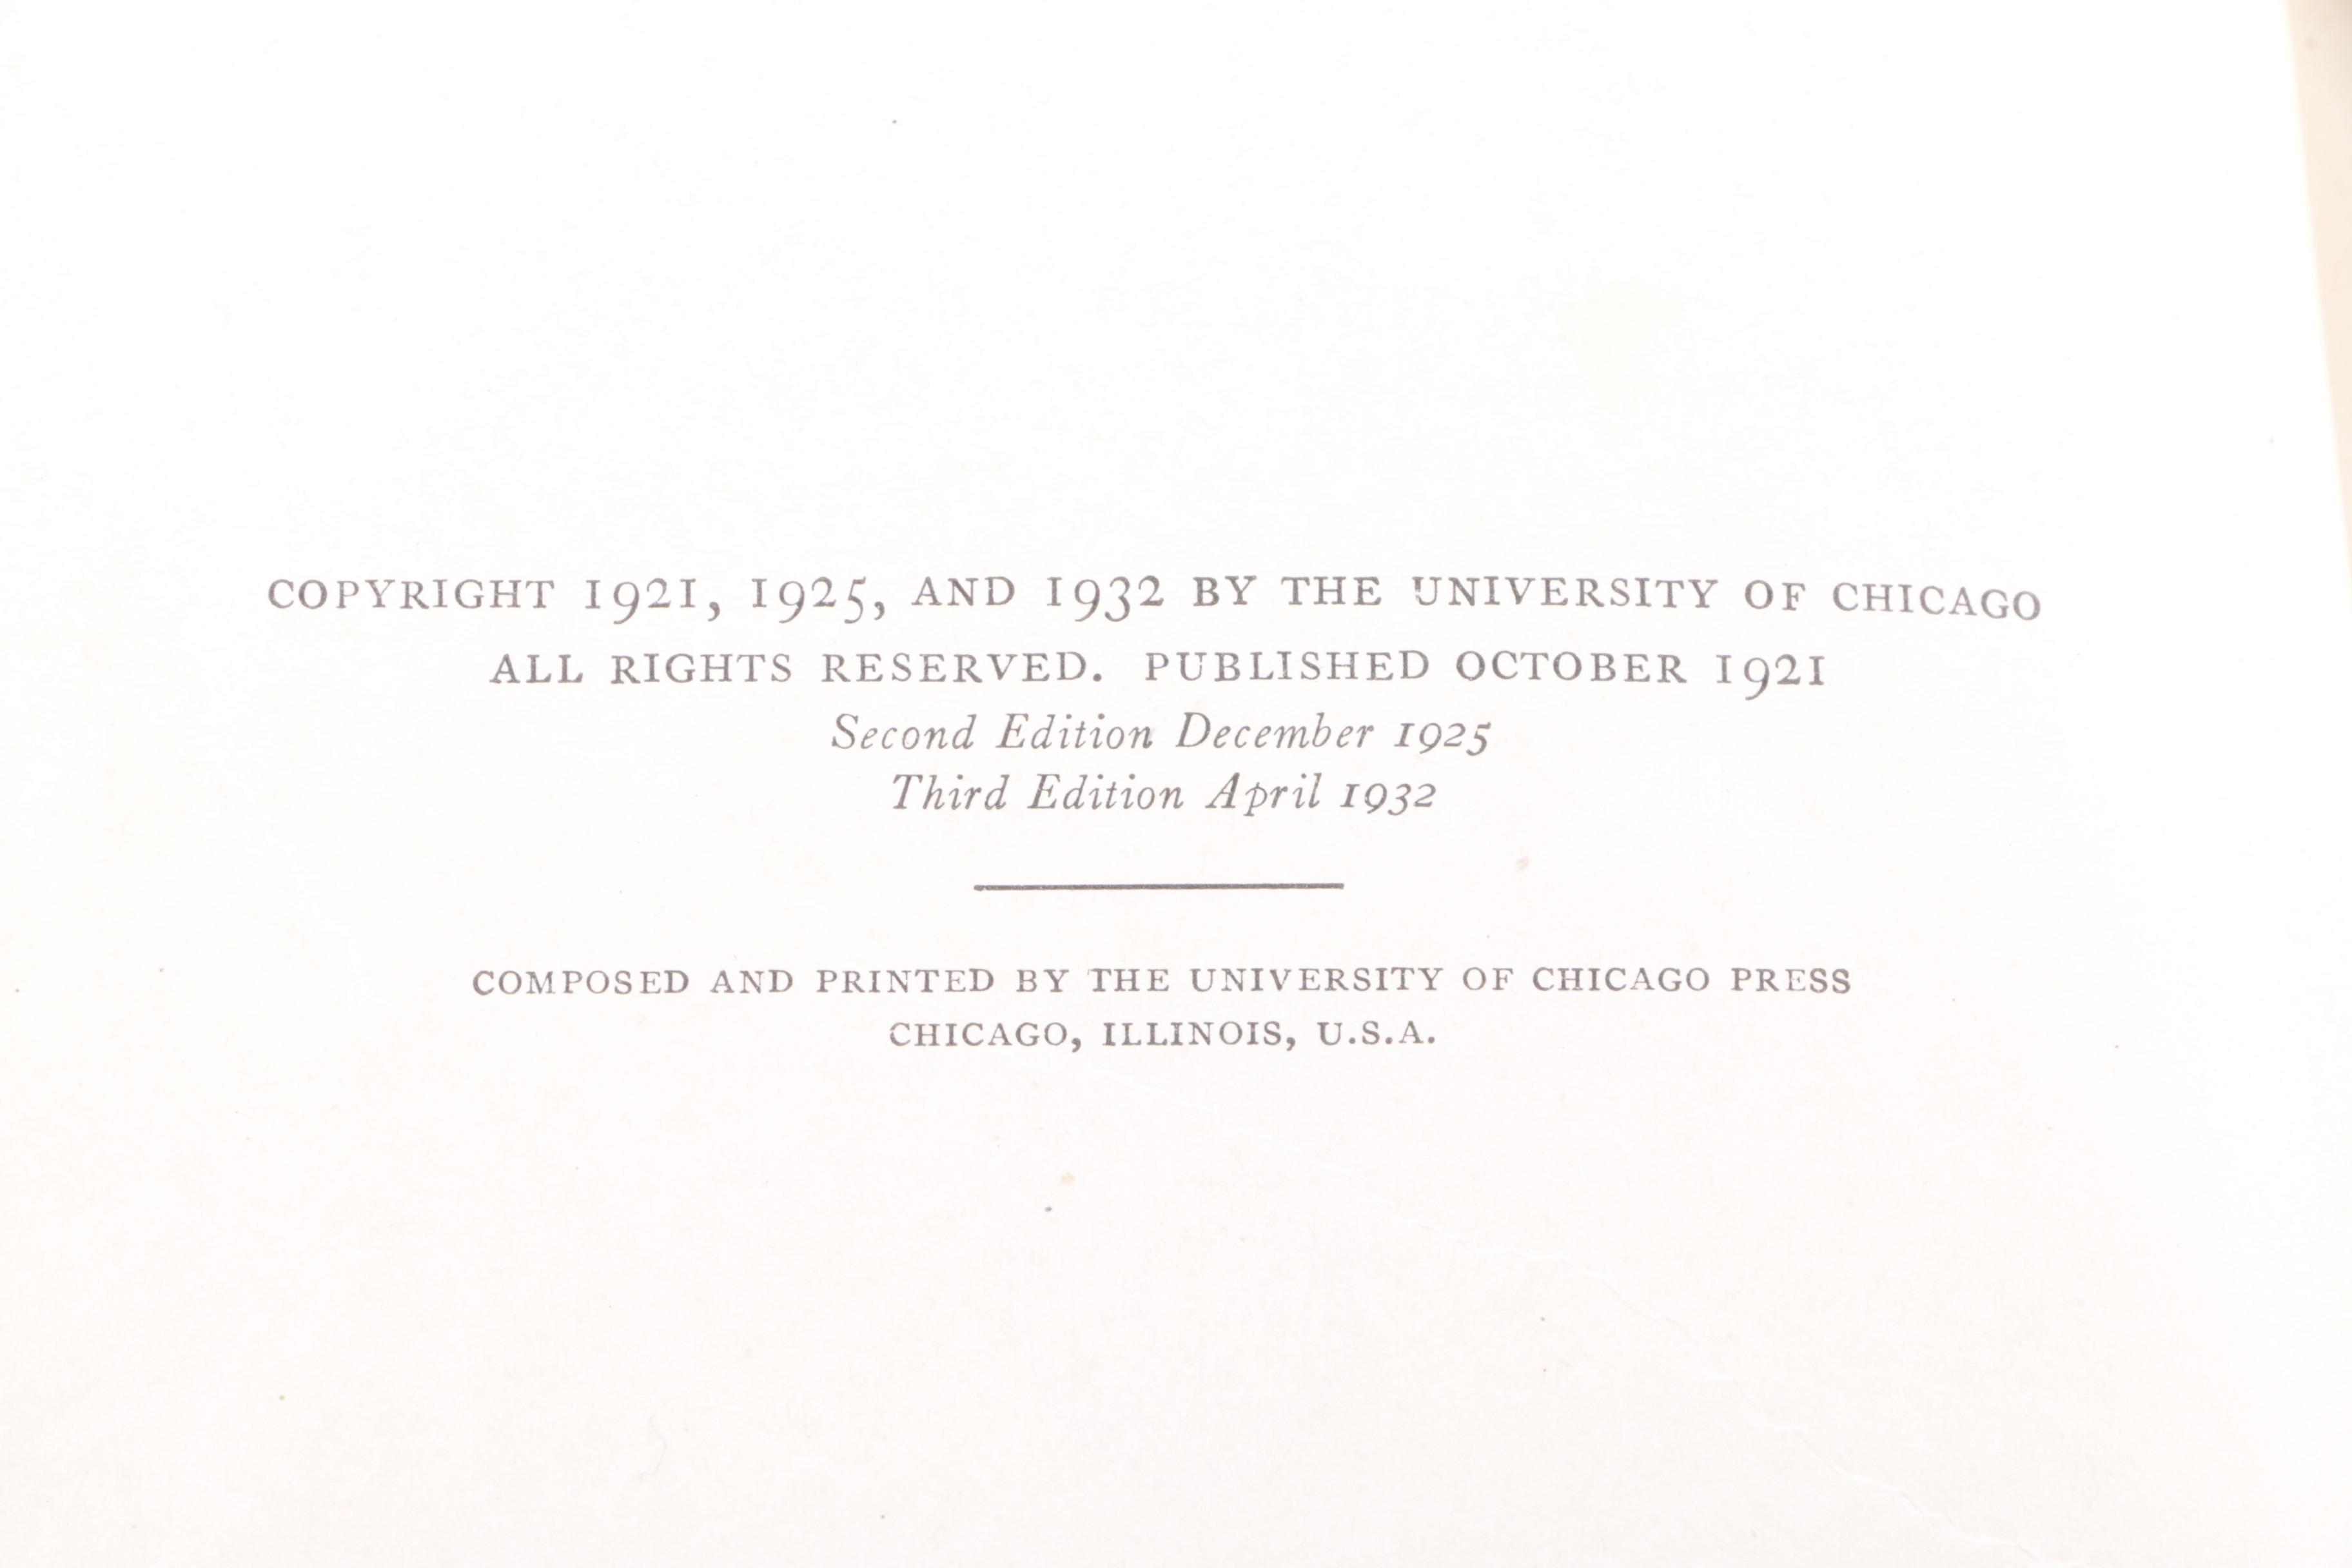 COPYRIGHT 1921, 1925, AND 1932 BY THE UNIVERSITY OF CHICAGO
ALL RIGHTS RESERVED. PUBLISHED OCTOBER 1921
Second Edition December 1925
Third Edition April 1932
COMPOSED AND PRINTED BY THE UNIVERSITY OF CHICAGO PRESS
CHICAGO, ILLINOIS, U.S.A.